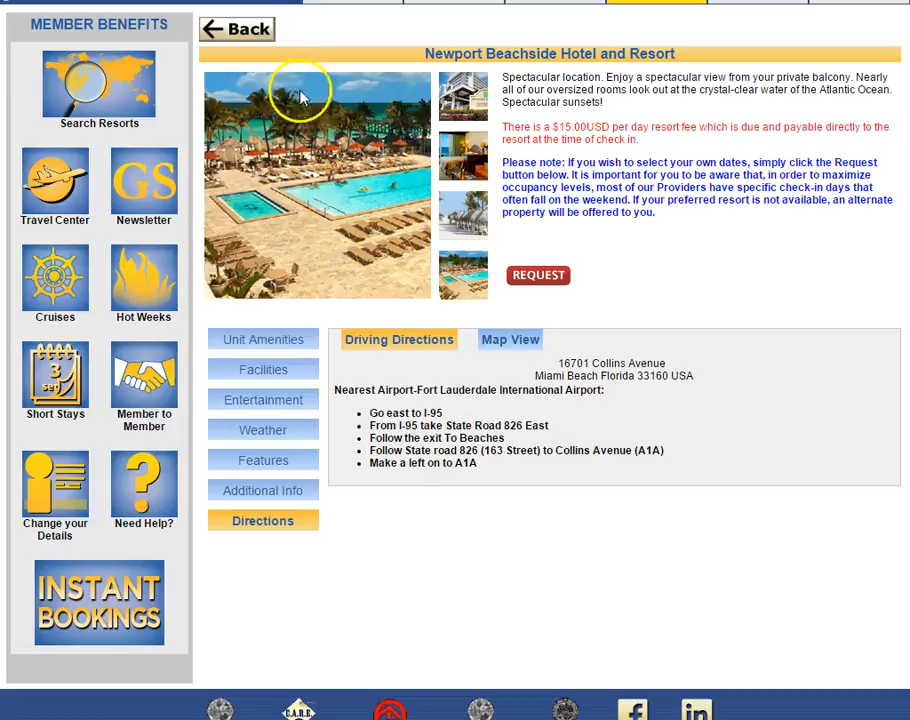 MEMBER BENEFITS
Search Resorts
Travel Center
GS
Newsletter
Cruises
Hot Weeks
3
Short Stays
Member to
Member
Change your
Details
?
Need Help?
INSTANT
BOOKINGS
Back
Newport Beachside Hotel and Resort
Spectacular location. Enjoy a spectacular view from your private balcony. Nearly
all of our oversized rooms look out at the crystal-clear water of the Atlantic Ocean.
Spectacular sunsets!
There is a $15.00USD per day resort fee which is due and payable directly to the
resort at the time of check in.
Please note: If you wish to select your own dates, simply click the Request
button below. It is important for you to be aware that, in order to maximize
occupancy levels, most of our Providers have specific check-in days that
often fall on the weekend. If your preferred resort is not available, an alternate
property will be offered to you.
REQUEST
Unit Amenities
Facilities
Entertainment
Weather
Features
Additional Info
Directions
Driving Directions
Map View
16701 Collins Avenue
Miami Beach Florida 33160 USA
Nearest Airport-Fort Lauderdale International Airport:
Go east to I-95
From I-95 take State Road 826 East
Follow the exit To Beaches
Follow State road 826 (163 Street) to Collins Avenue (A1A)
Make a left on to A1A
C.A.R.E.
f
in